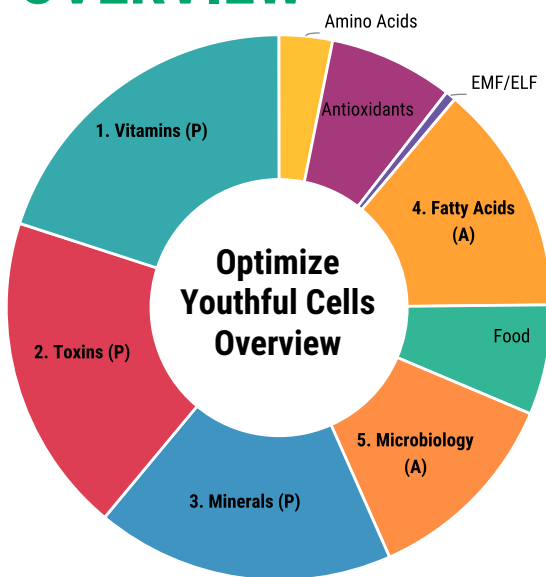 OVERVIEW
Amino Acids
Antioxidants
EMF/ELF
1. Vitamins (P)
4. Fatty Acids
(A)
Optimize
Youthful Cells
Overview
Food
2. Toxins (P)
5. Microbiology
(A)
3. Minerals (P)